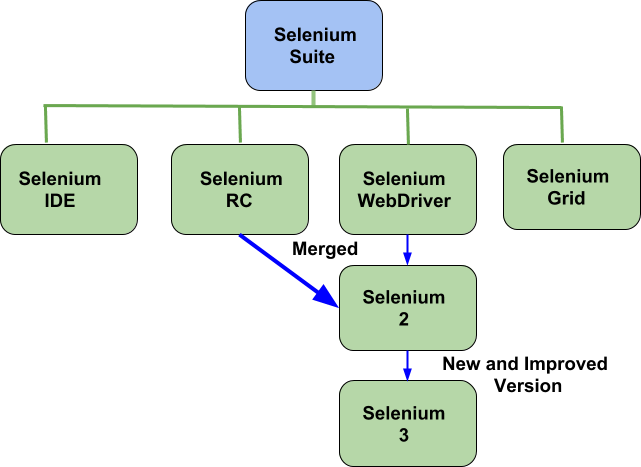 Selenium
Suite
Selenium
IDE
Selenium
RC
Selenium
WebDriver
Selenium
Grid
Merged
Selenium
2
New and Improved
Version
Selenium
3